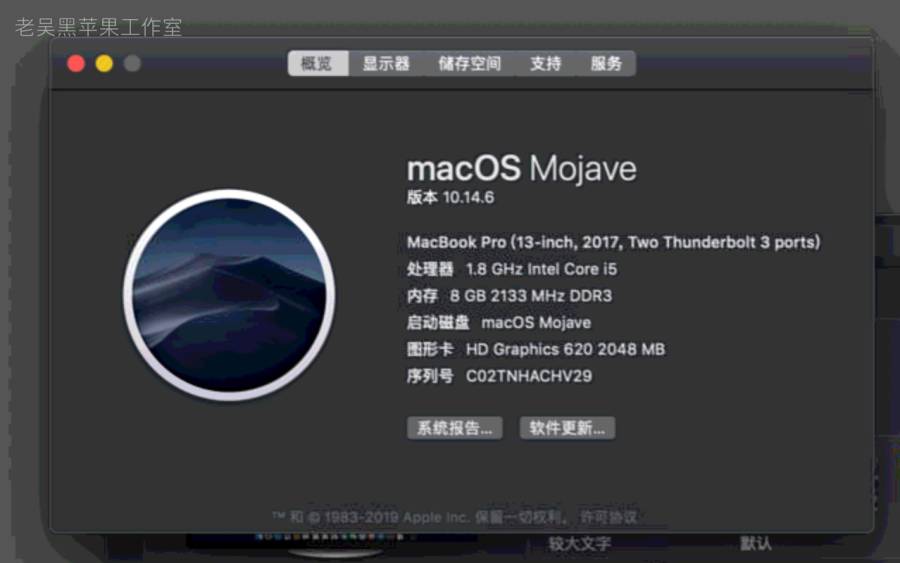 老吴黑苹果工作室
概览 显示器 储存空间 支持 服务
macOS Mojave
版本 10.14.6
MacBook Pro (13-inch, 2017, Two Thunderbolt 3 ports)
处理器 1.8 GHz Intel Core i5
内存 8 GB 2133 MHz DDR3
启动磁盘 macOS Mojave
图形卡 HD Graphics 620 2048 MB
序列号 C02TNHACHV29
系统报告... 软件更新...
™ 和 © 1983-2019 Apple Inc. 保留一切权利。 许可协议
较大文字 默认